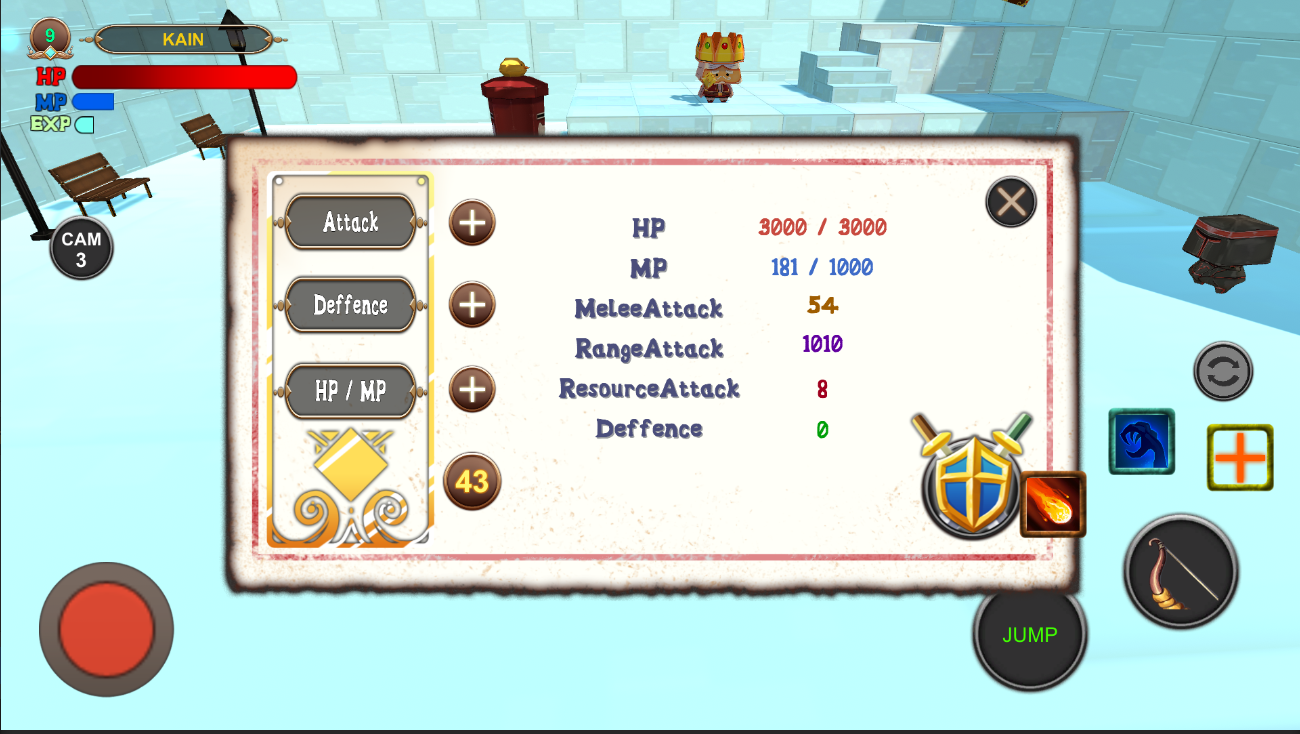 9
KAIN
HP
MP
EXP
CAM
3
Attack
Deffence
HP / MP
43
HP 3000 / 3000
MP 181 / 1000
MeleeAttack 54
RangeAttack 1010
ResourceAttack 8
Deffence 0
JUMP